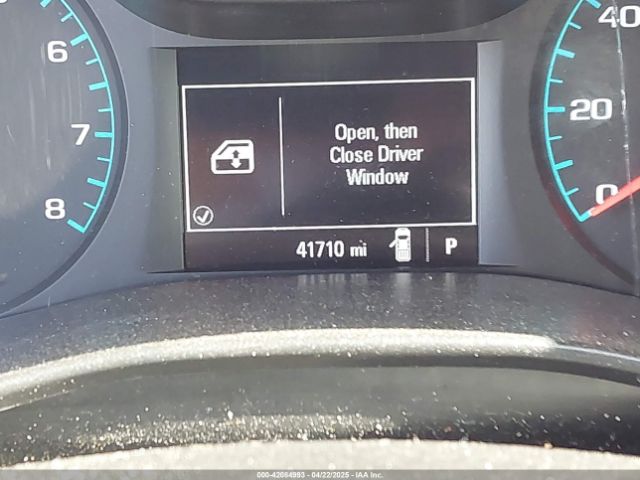 6
7
8
Open, then
Close Driver
Window
41710 mi
P
40
20
0
000-42064993 - 04/22/2025 - IAA Inc.